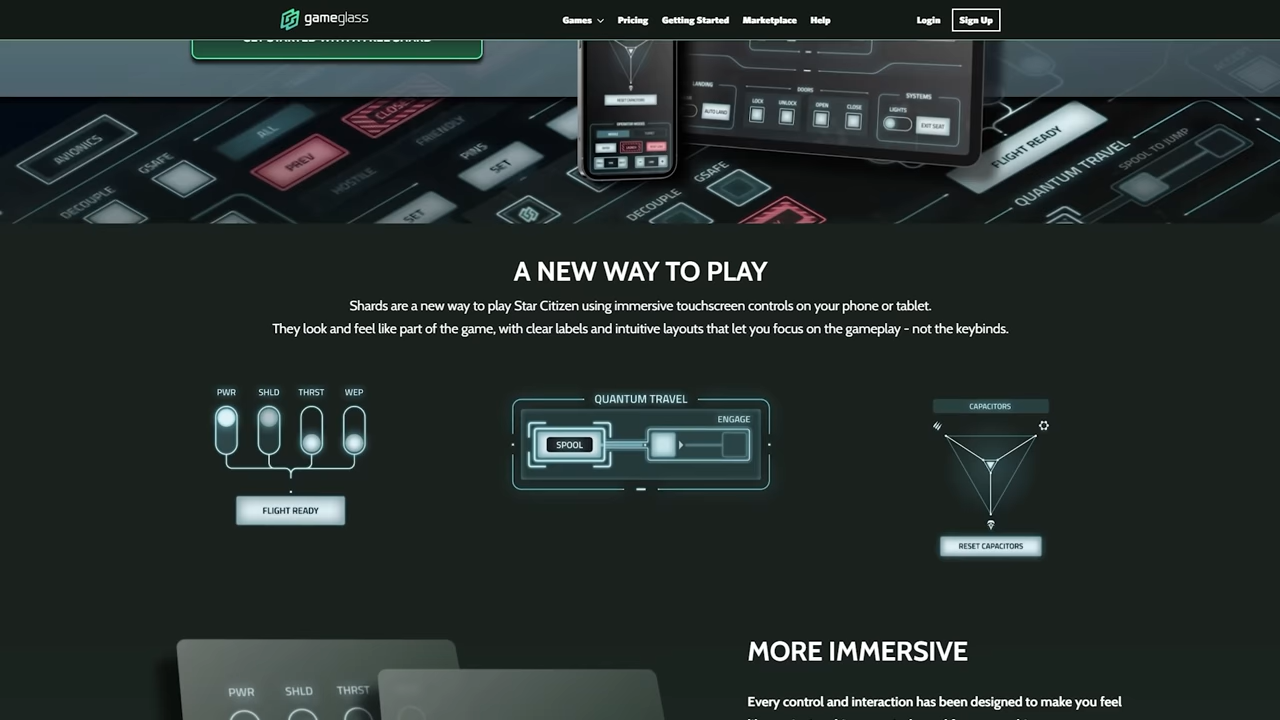 gameglass
Games
Pricing
Getting Started
Marketplace
Help
Login
Sign Up
RESET CAPACITORS
LANDING
AUTO LAND
DOORS
LOCK
UNLOCK
OPEN
CLOSE
SYSTEMS
LIGHTS
EXIT SEAT
AVIONICS
GSAFE
DECOUPLE
ALL
PREV
CLOSE
HOSTILE
FRIENDLY
PINS
SET
SET
DECOUPLE
GSAFE
FLIGHT READY
QUANTUM TRAVEL
SPOOL TO JUMP
A NEW WAY TO PLAY
Shards are a new way to play Star Citizen using immersive touchscreen controls on your phone or tablet.
They look and feel like part of the game, with clear labels and intuitive layouts that let you focus on the gameplay - not the keybinds.
PWR SHLD THRST WEP
FLIGHT READY
QUANTUM TRAVEL
ENGAGE
SPOOL
CAPACITORS
RESET CAPACITORS
PWR SHLD THRST
MORE IMMERSIVE
Every control and interaction has been designed to make you feel